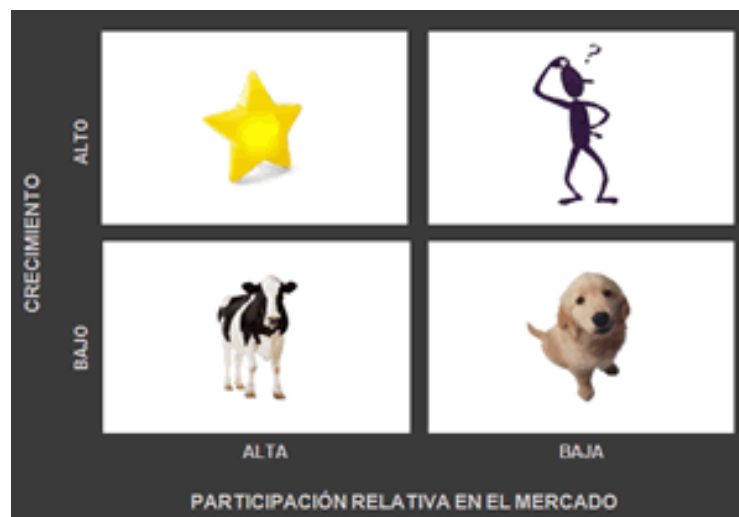 ?
ALTO
CRECIMIENTO
BAJO
ALTA
BAJA
PARTICIPACIÓN RELATIVA EN EL MERCADO